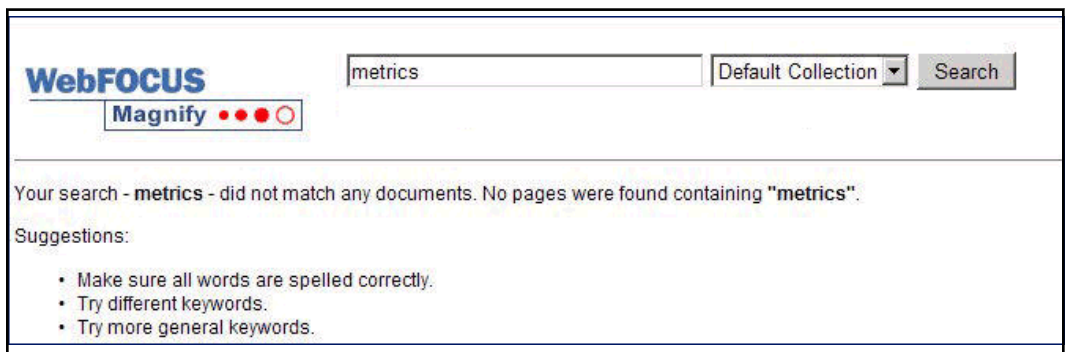 WebFOCUS
Magnify
metrics
Default Collection
Search
Your search - metrics - did not match any documents. No pages were found containing "metrics".
Suggestions:
• Make sure all words are spelled correctly.
• Try different keywords.
• Try more general keywords.